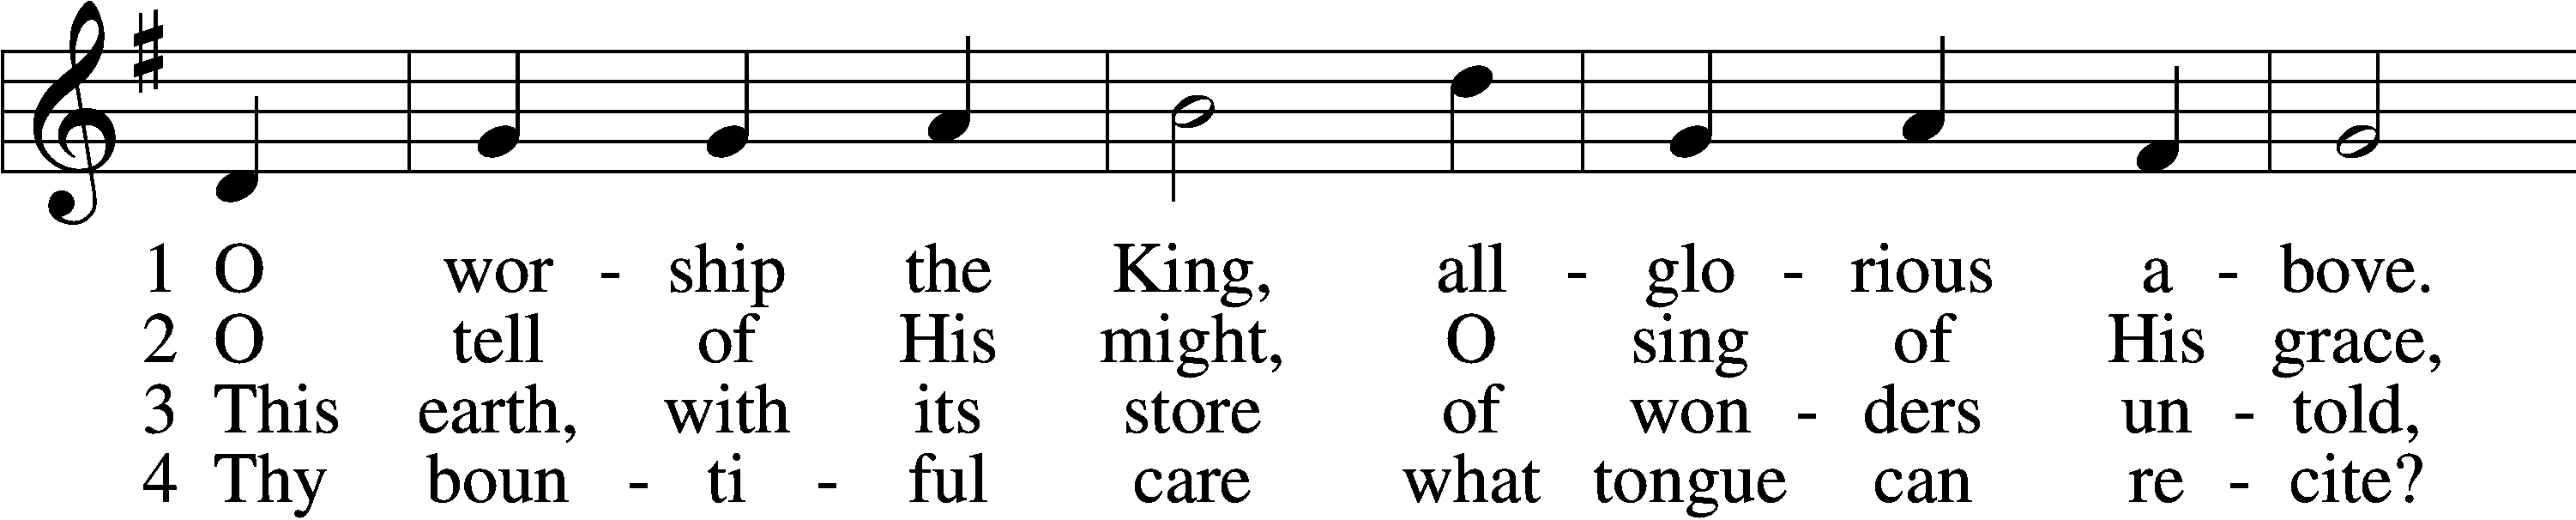 1 O wor - ship the King, all - glo - rious a - bove.
2 O tell of His might, O sing of His grace,
3 This earth, with its store of won - ders un - told,
4 Thy boun - ti - ful care what tongue can re - cite?